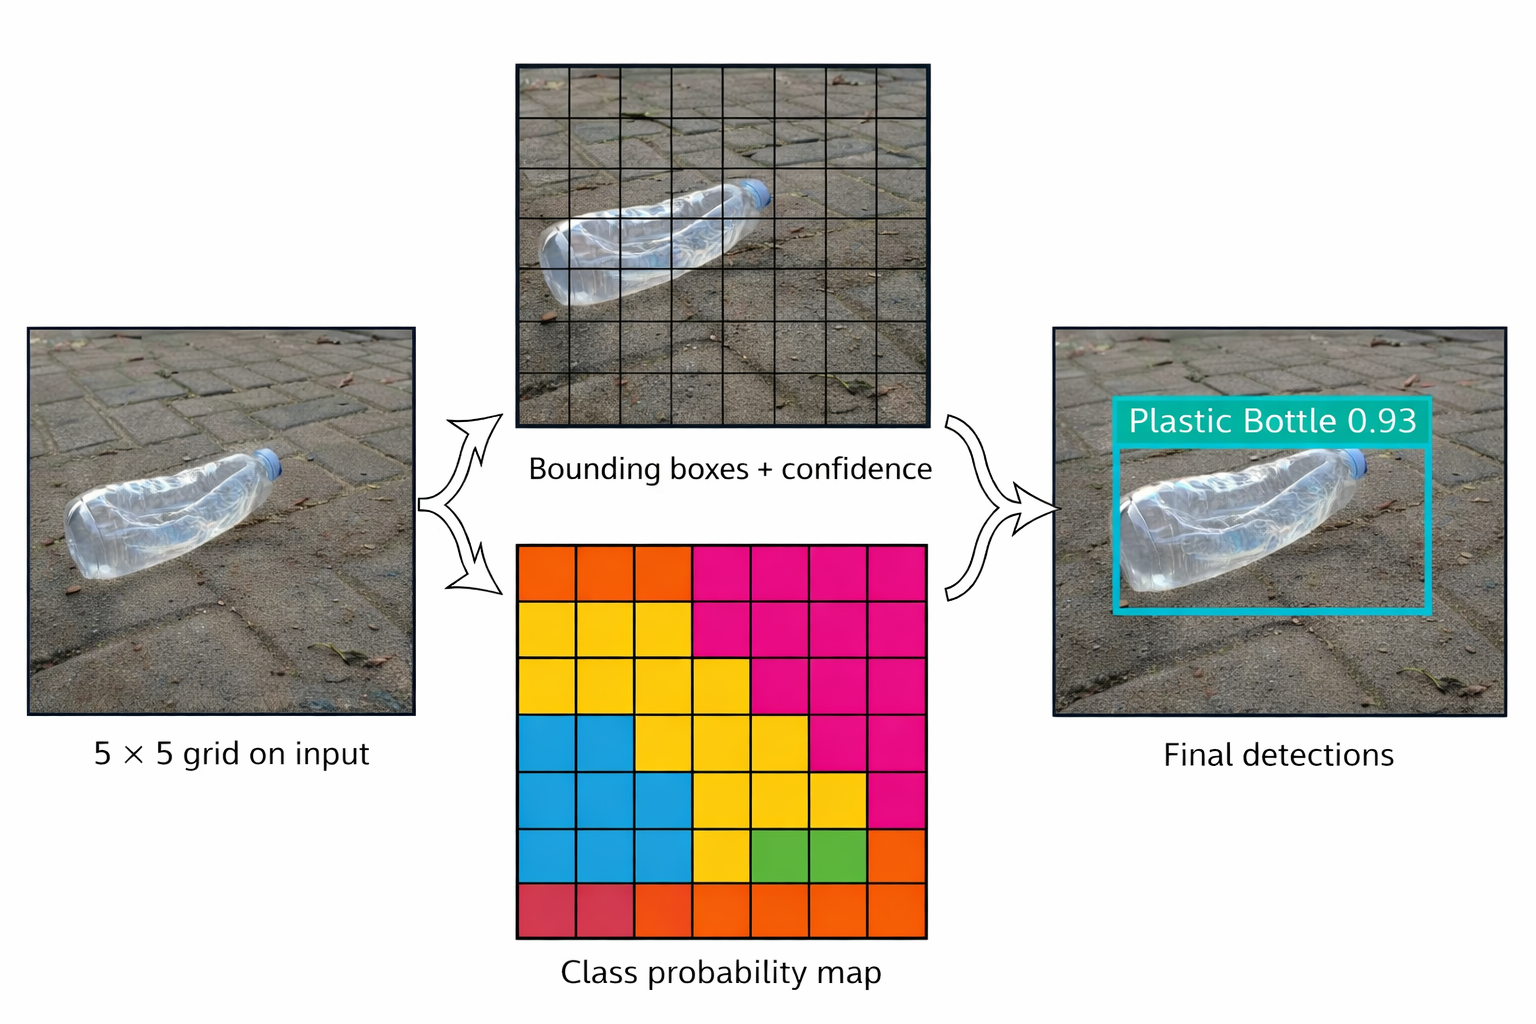 5 × 5 grid on input
Bounding boxes + confidence
Class probability map
Plastic Bottle 0.93
Final detections